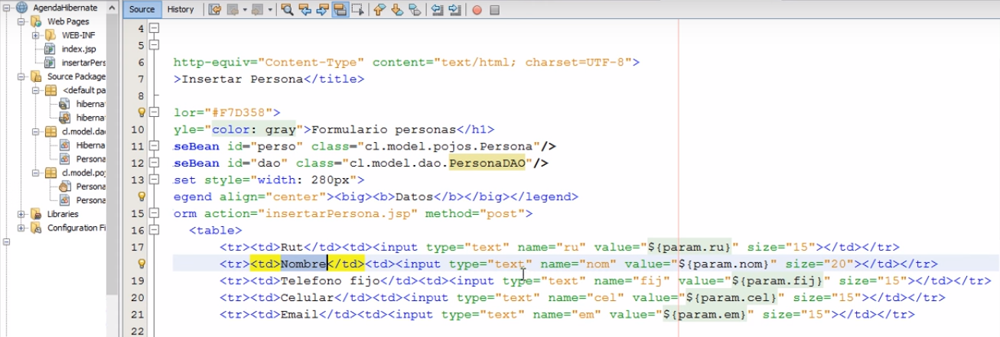 AgendaHibernate
Web Pages
WEB-INF
index.jsp
insertarPers
Source Package
<default pa
hiberna
hiberna
cl.model.dao
Hiberna
Persona
cl.model.poj
Persona
Persona
Libraries
Configuration Fi
Source History
4
5
6 http-equiv="Content-Type" content="text/html; charset=UTF-8">
7 >Insertar Persona</title>
8
lor="#F7D358">
10 yle="color: gray">Formulario personas</h1>
11 seBean id="perso" class="cl.model.pojos.Persona"/>
12 seBean id="dao" class="cl.model.dao.PersonaDAO"/>
13 set style="width: 280px">
egend align="center"><big><b>Datos</b></big></legend>
15 orm action="insertarPersona.jsp" method="post">
16 <table>
17 <tr><td>Rut</td><td><input type="text" name="ru" value="${param.ru}" size="15"></td></tr>
<tr><td>Nombre</td><td><input type="text" name="nom" value="${param.nom}" size="20"></td></tr>
19 <tr><td>Telefono fijo</td><td><input type="text" name="fij" value="${param.fij}" size="15"></td></tr>
20 <tr><td>Celular</td><td><input type="text" name="cel" value="${param.cel}" size="15"></td></tr>
21 <tr><td>Email</td><td><input type="text" name="em" value="${param.em}" size="15"></td></tr>
22